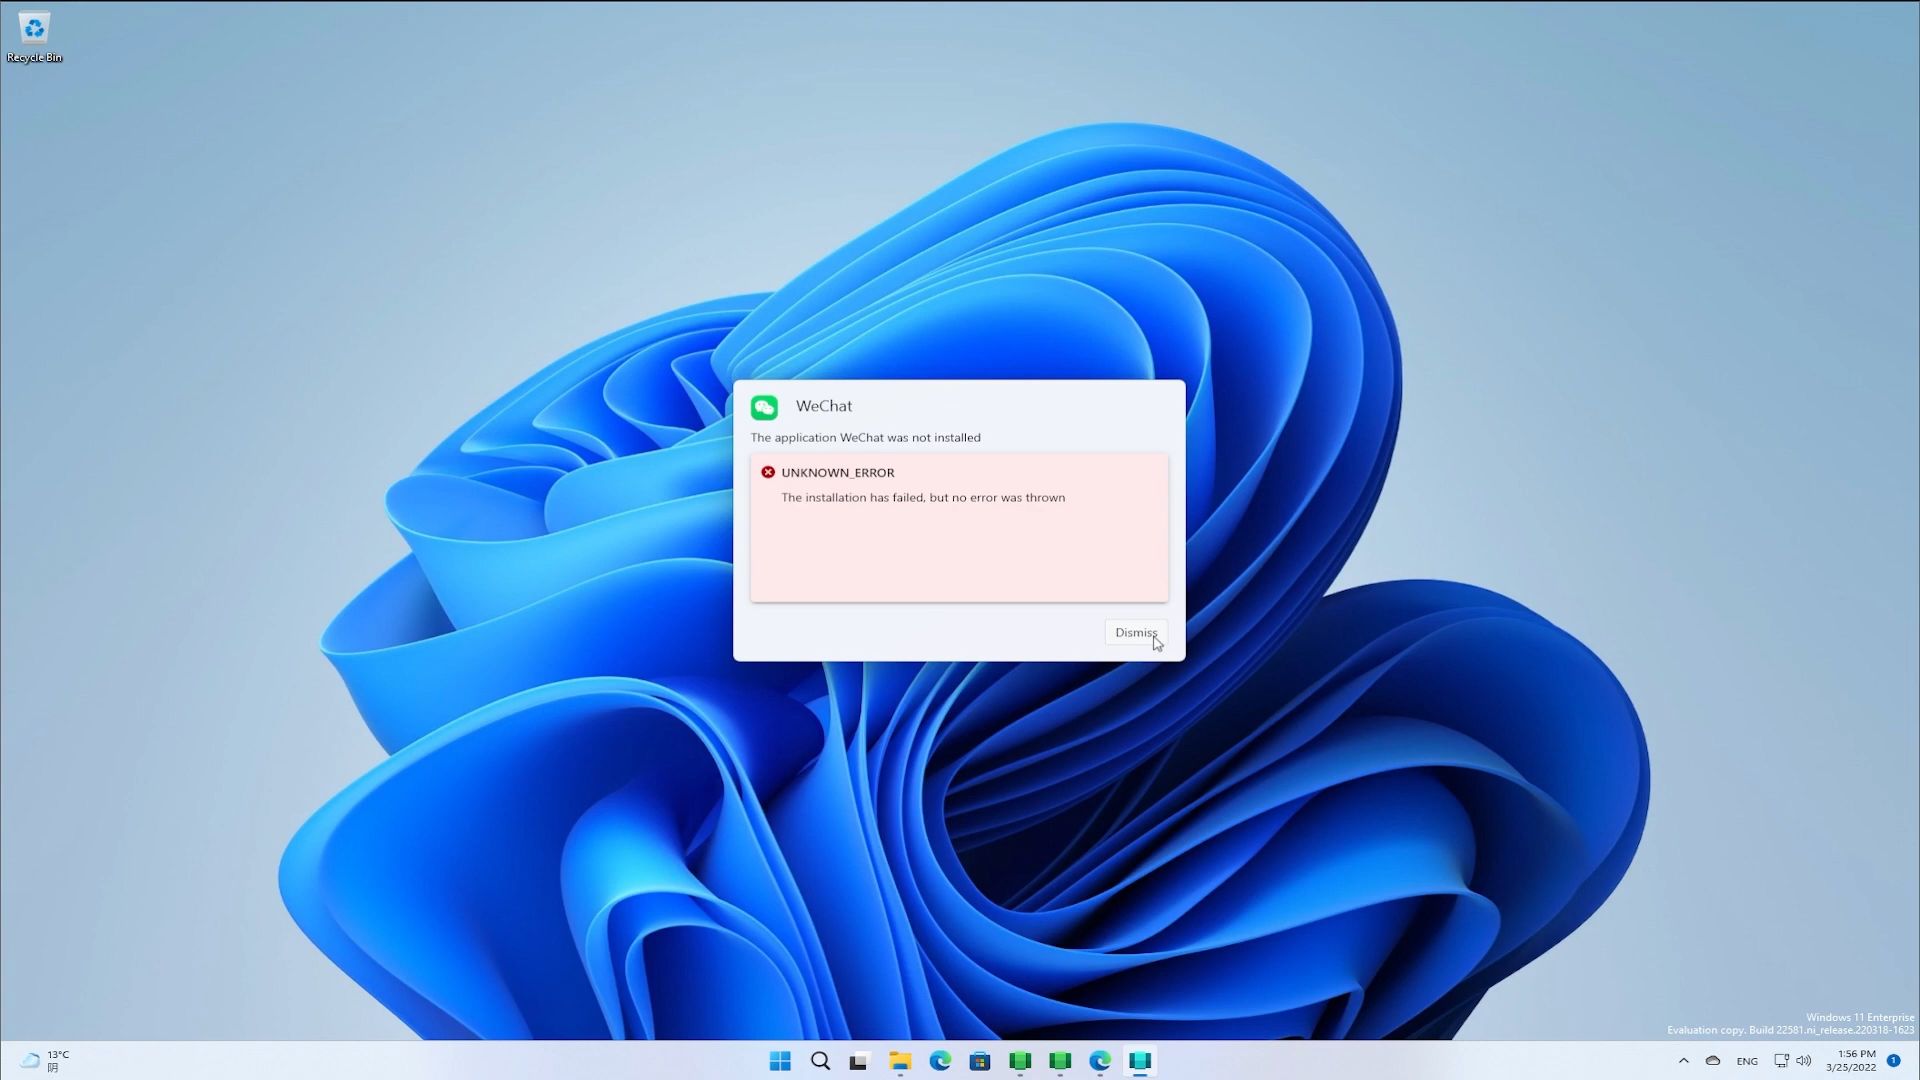 Recycle Bin
WeChat
The application WeChat was not installed
UNKNOWN_ERROR
The installation has failed, but no error was thrown
Dismiss
Windows 11 Enterprise
Evaluation copy. Build 22581.ni_release.220318-1623
13°C
阴
ENG
1:56 PM
3/25/2022
1